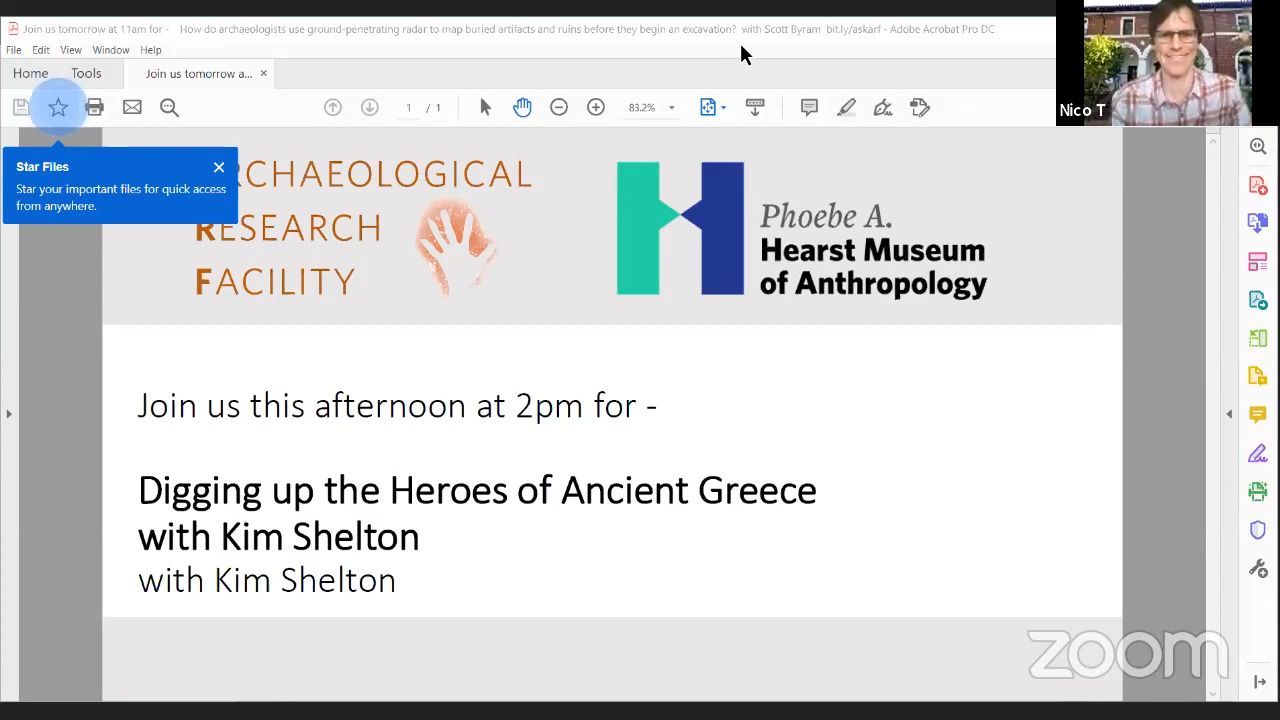 Join us tomorrow at 11am for - How do archaeologists use ground-penetrating radar to map buried artifacts and ruins before they begin an excavation? with Scott Byram bit.ly/askarf - Adobe Acrobat Pro DC
File Edit View Window Help
Home Tools Join us tomorrow a... ×
1 / 1 83.2%
Nico T
Star Files
Star your important files for quick access
from anywhere.
RCHAEOLOGICAL
RESEARCH
FACILITY
Phoebe A.
Hearst Museum
of Anthropology
Join us this afternoon at 2pm for -
Digging up the Heroes of Ancient Greece
with Kim Shelton
with Kim Shelton
zoom